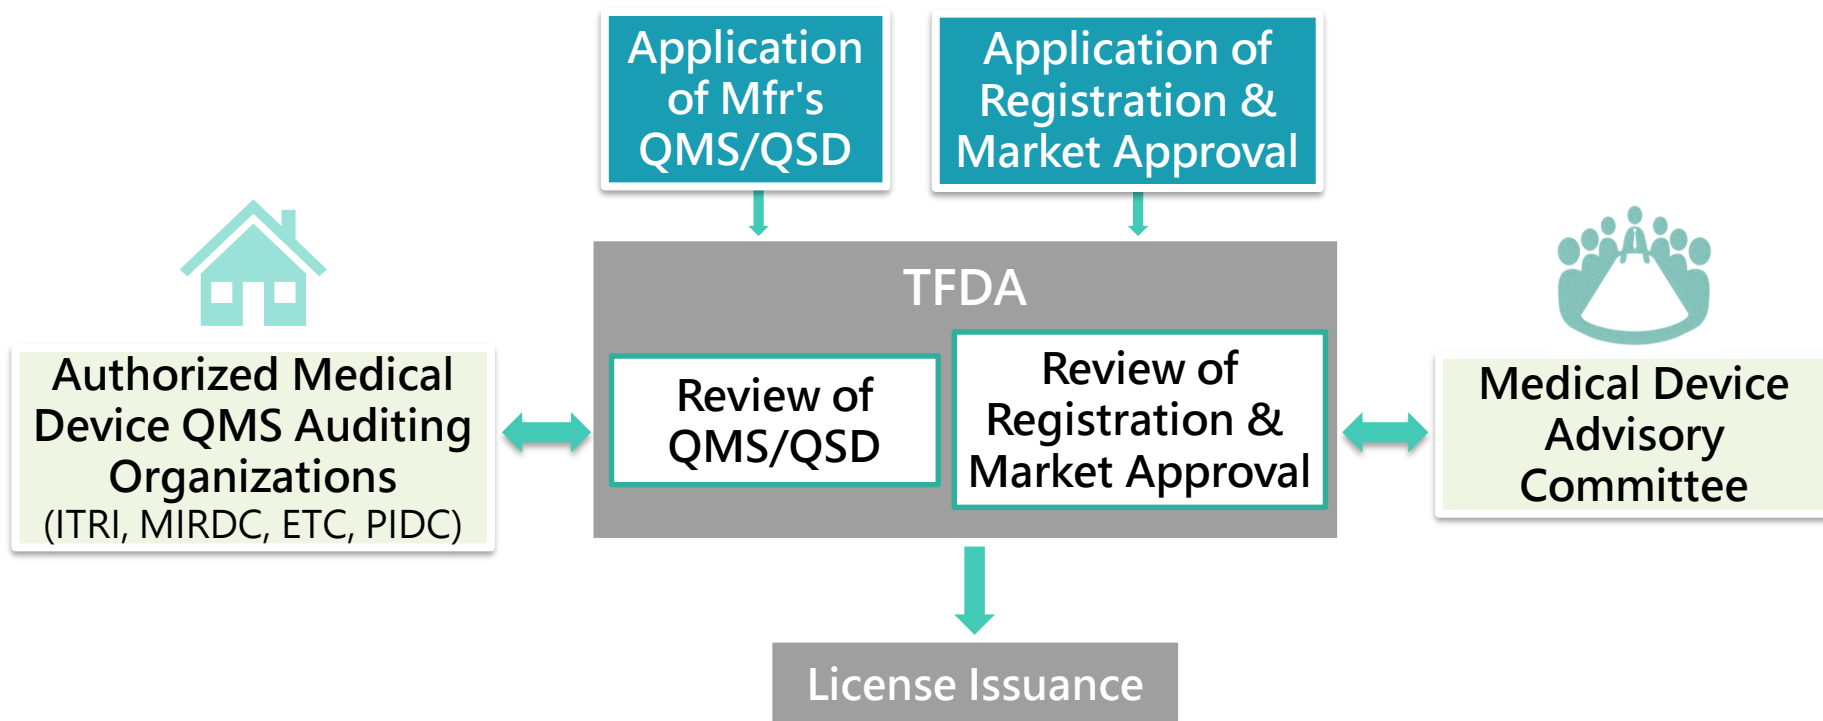 Application
of Mfr's
QMS/QSD
Application of
Registration &
Market Approval
TFDA
Authorized Medical
Device QMS Auditing
Organizations
(ITRI, MIRDC, ETC, PIDC)
Review of
QMS/QSD
Review of
Registration &
Market Approval
Medical Device
Advisory
Committee
License Issuance